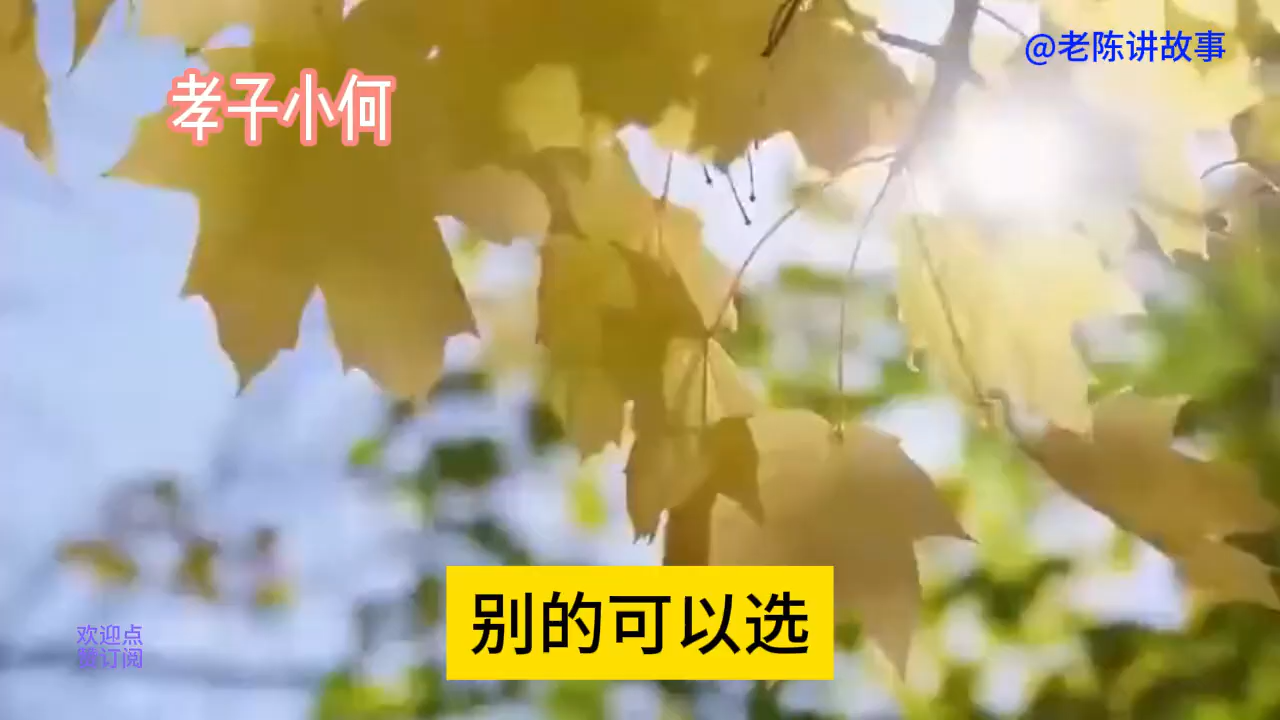 @老陈讲故事
孝子小何
别的可以选
欢迎点
赞订阅